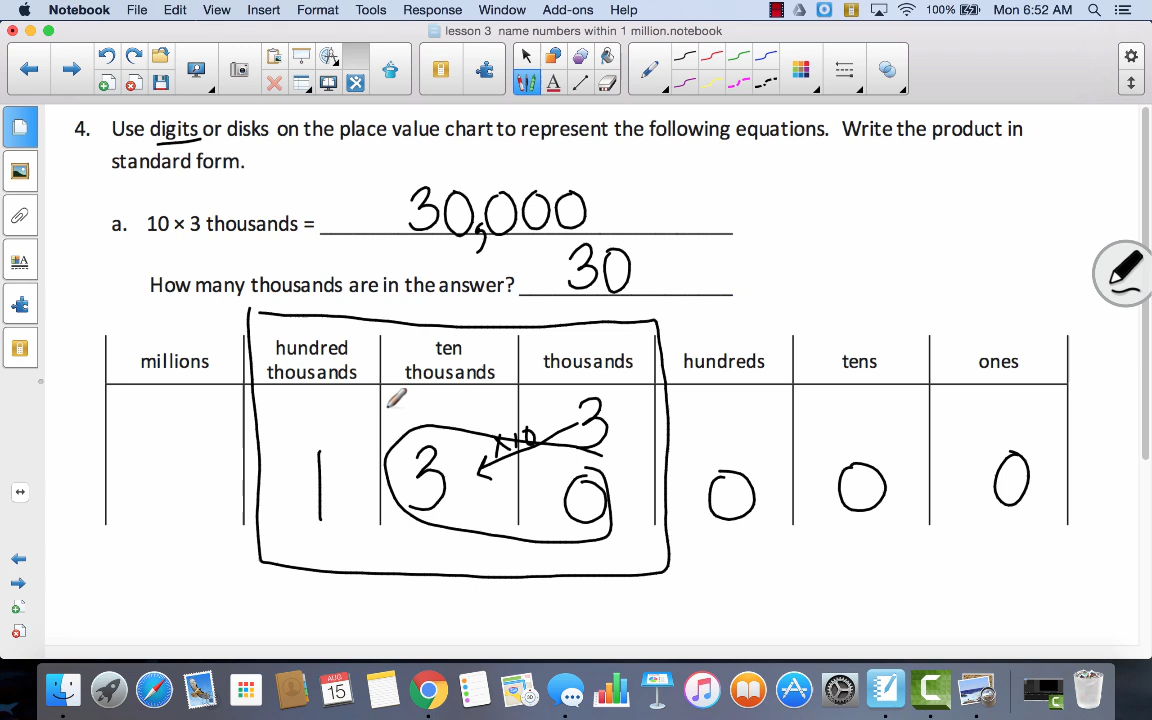 Notebook File Edit View Insert Format Tools Response Window Add-ons Help 100% Mon 6:52 AM
lesson 3 name numbers within 1 million.notebook
4. Use digits or disks on the place value chart to represent the following equations. Write the product in
standard form.
a. 10 × 3 thousands = 30,000
How many thousands are in the answer? 30
millions hundred thousands ten thousands thousands hundreds tens ones
3
×10
1 3 0 0 0 0
AUG
15